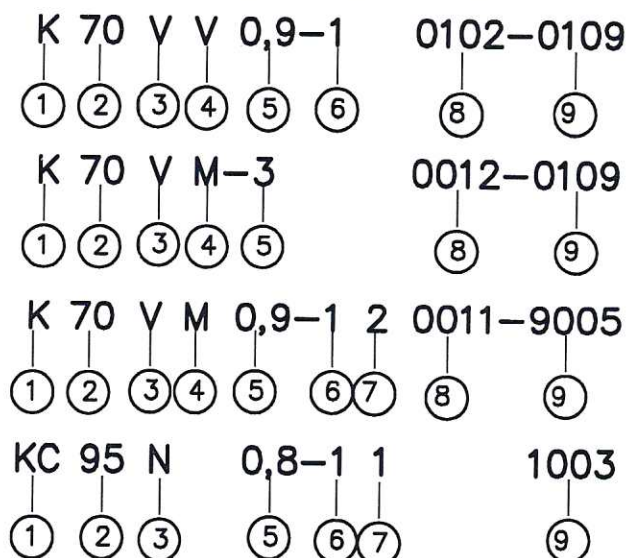 K 70 V V 0,9-1 0102-0109
1 2 3 4 5 6 8 9
K 70 V M-3 0012-0109
1 2 3 4 5 8 9
K 70 V M 0,9-1 2 0011-9005
1 2 3 4 5 6 7 8 9
KC 95 N 0,8-1 1 1003
1 2 3 5 6 7 9